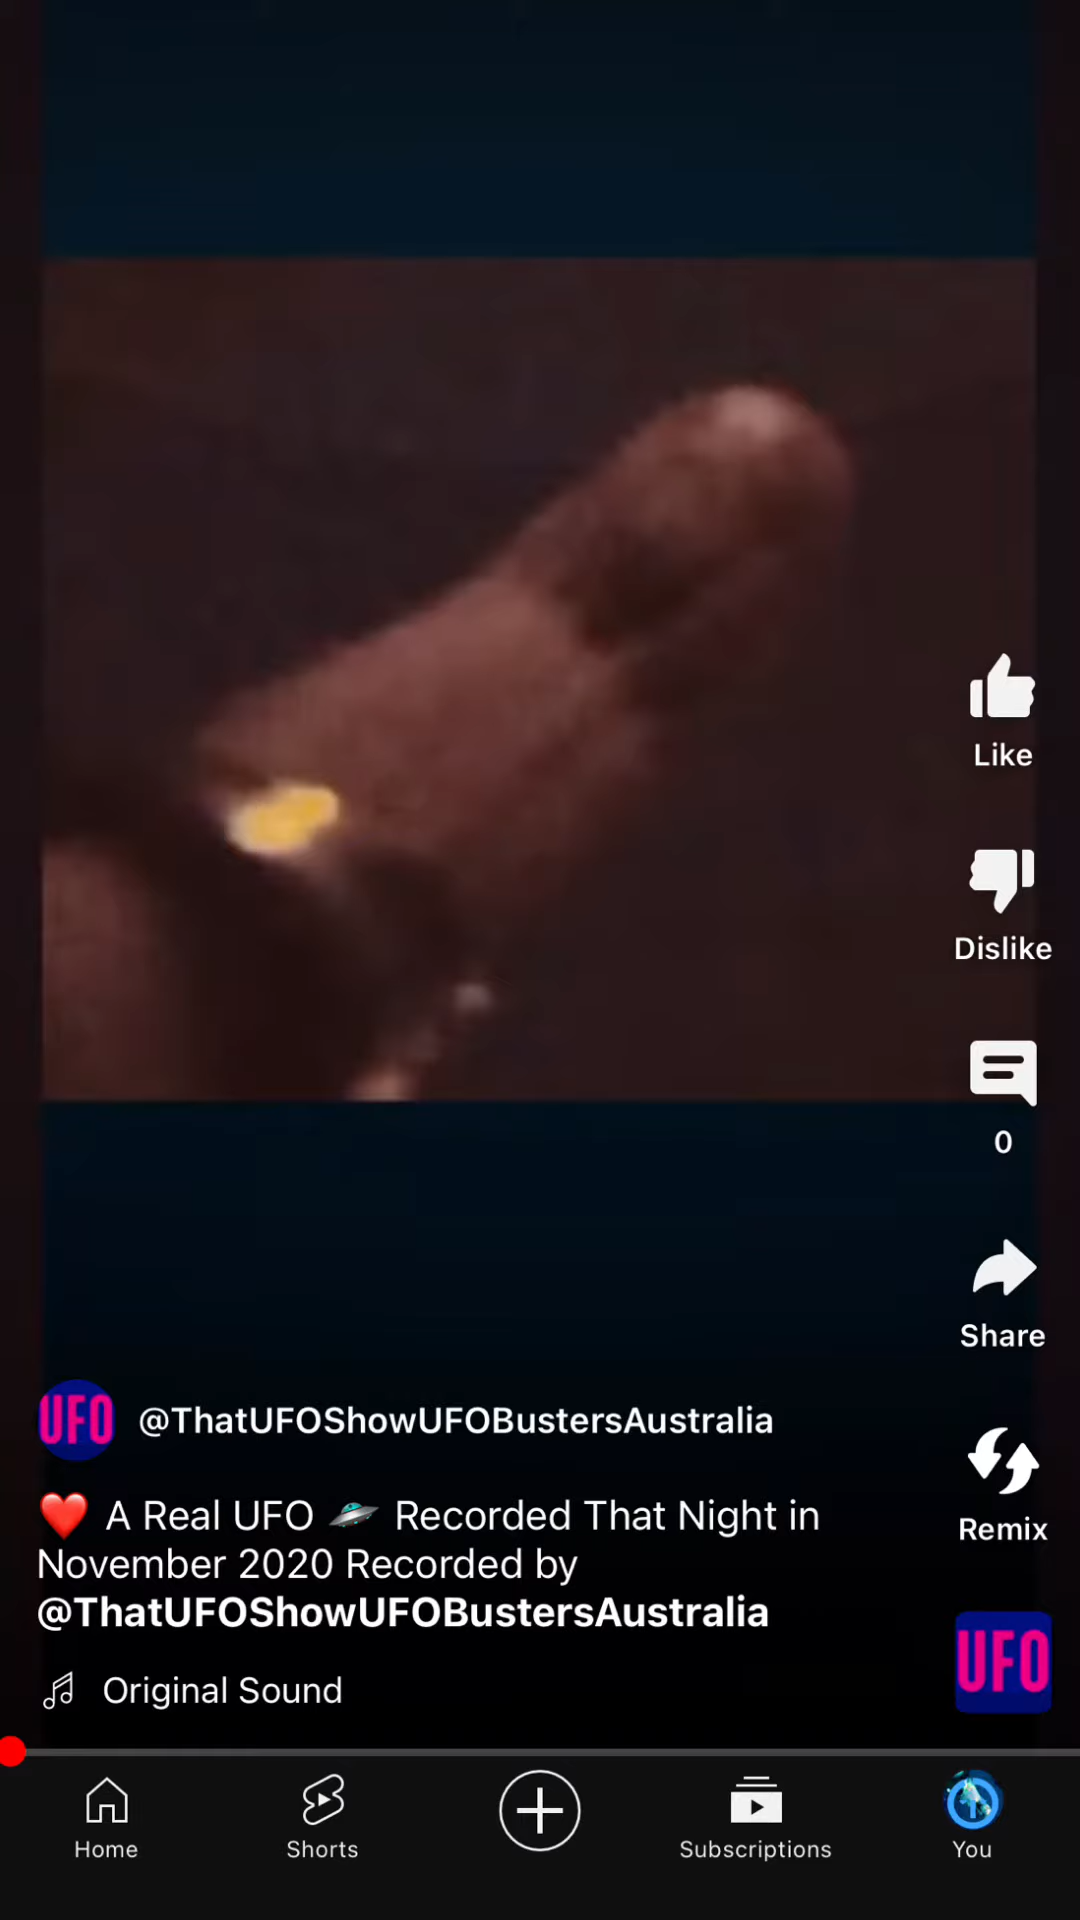 Like
Dislike
0
Share
UFO
@ThatUFOShowUFOBustersAustralia
Remix
❤️ A Real UFO 🛸 Recorded That Night in
November 2020 Recorded by
@ThatUFOShowUFOBustersAustralia
UFO
Original Sound
Home
Shorts
Subscriptions
You